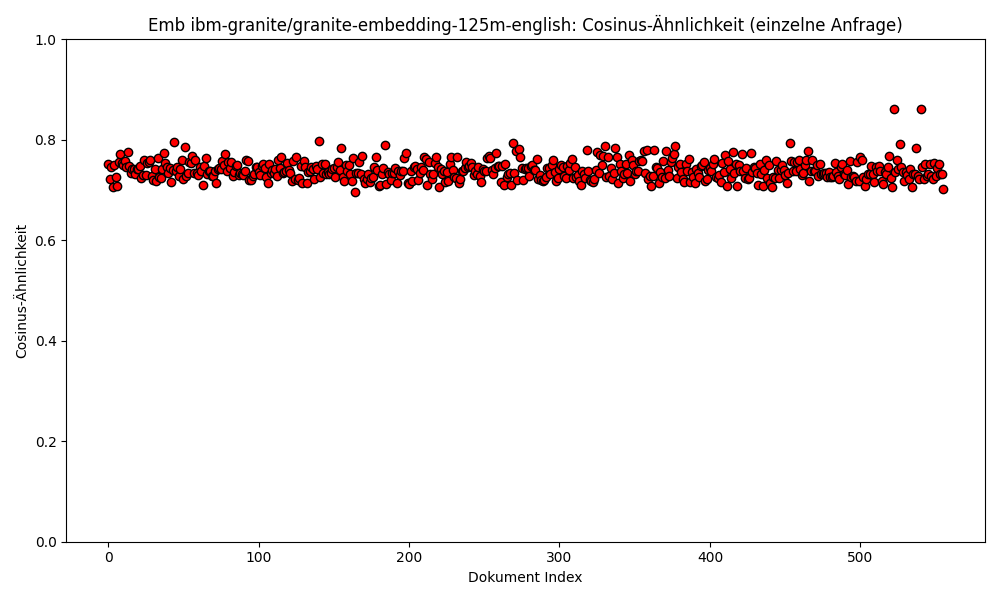 Emb ibm-granite/granite-embedding-125m-english: Cosinus-Ähnlichkeit (einzelne Anfrage)
1.0
0.8
0.6
0.4
0.2
0.0
Cosinus-Ähnlichkeit
0 100 200 300 400 500
Dokument Index